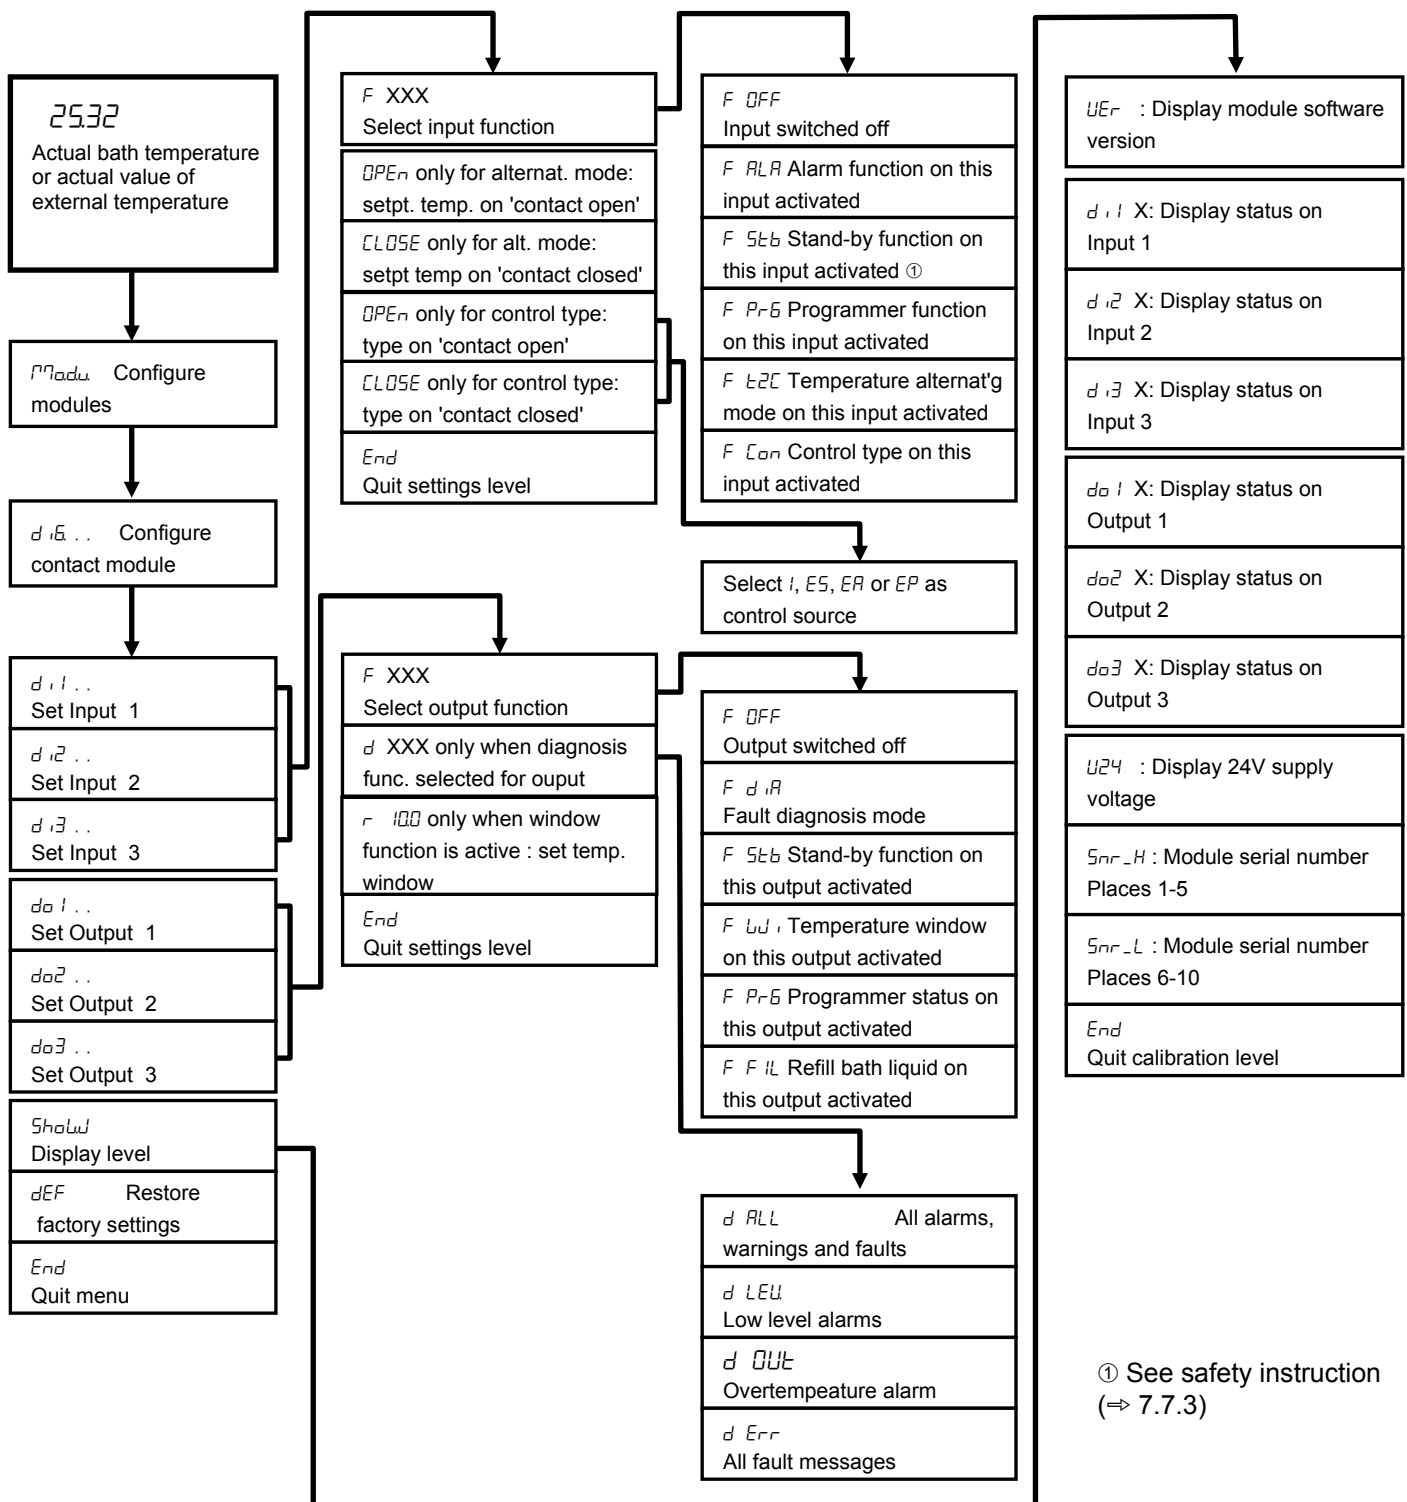 25.32
Actual bath temperature
or actual value of
external temperature
Modu. Configure
modules
diG... Configure
contact module
di1..
Set Input 1
di2..
Set Input 2
di3..
Set Input 3
do1..
Set Output 1
do2..
Set Output 2
do3..
Set Output 3
ShoW
Display level
dEF Restore
factory settings
End
Quit menu
F XXX
Select input function
OPEn only for alternat. mode:
setpt. temp. on 'contact open'
CLOSE only for alt. mode:
setpt temp on 'contact closed'
OPEn only for control type:
type on 'contact open'
CLOSE only for control type:
type on 'contact closed'
End
Quit settings level
F XXX
Select output function
d XXX only when diagnosis
func. selected for ouput
r 10.0 only when window
function is active : set temp.
window
End
Quit settings level
F OFF
Input switched off
F ALA Alarm function on this
input activated
F Stb Stand-by function on
this input activated ①
F PrG Programmer function
on this input activated
F t2C Temperature alternat'g
mode on this input activated
F Con Control type on this
input activated
Select I, ES, EA or EP as
control source
F OFF
Output switched off
F diA
Fault diagnosis mode
F Stb Stand-by function on
this output activated
F Wi Temperature window
on this output activated
F PrG Programmer status on
this output activated
F FIL Refill bath liquid on
this output activated
d ALL All alarms,
warnings and faults
d LEU.
Low level alarms
d OUt
Overtempeature alarm
d Err
All fault messages
UEr : Display module software
version
di1 X: Display status on
Input 1
di2 X: Display status on
Input 2
di3 X: Display status on
Input 3
do1 X: Display status on
Output 1
do2 X: Display status on
Output 2
do3 X: Display status on
Output 3
U24 : Display 24V supply
voltage
Snr_H : Module serial number
Places 1-5
Snr_L : Module serial number
Places 6-10
End
Quit calibration level
① See safety instruction
(⇨ 7.7.3)